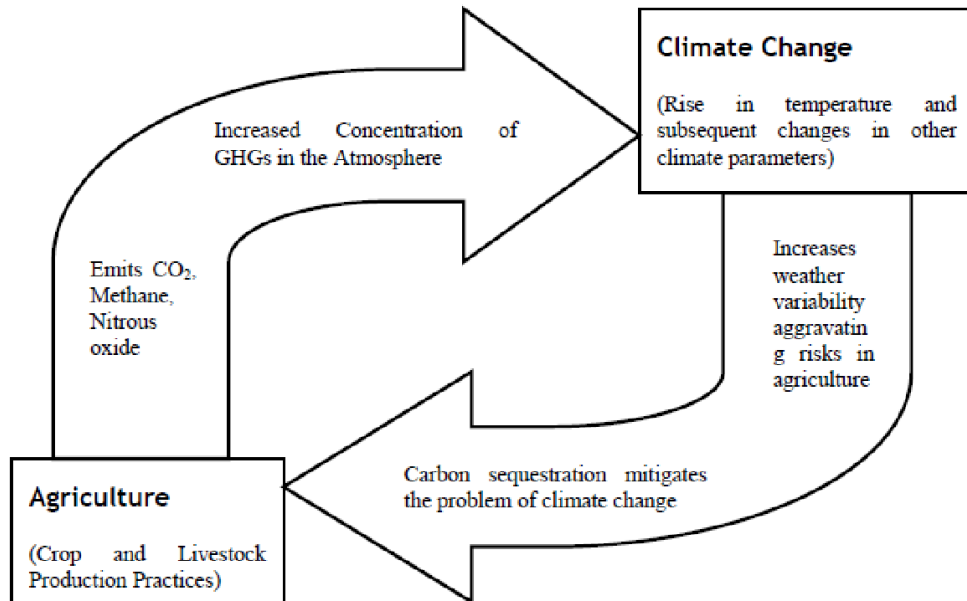 Climate Change
(Rise in temperature and
subsequent changes in other
climate parameters)
Increased Concentration of
GHGs in the Atmosphere
Emits CO₂,
Methane,
Nitrous
oxide
Increases
weather
variability
aggravatin
g risks in
agriculture
Carbon sequestration mitigates
the problem of climate change
Agriculture
(Crop and Livestock
Production Practices)